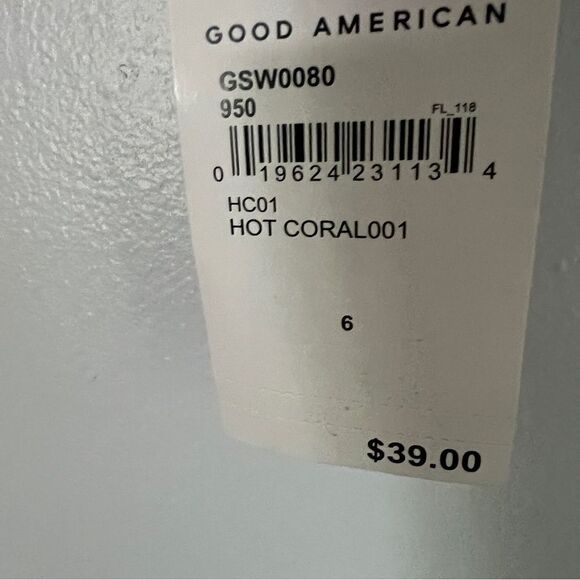 GOOD AMERICAN
GSW0080
950
FL_118
0 19624 23113 4
HC01
HOT CORAL001
6
$39.00